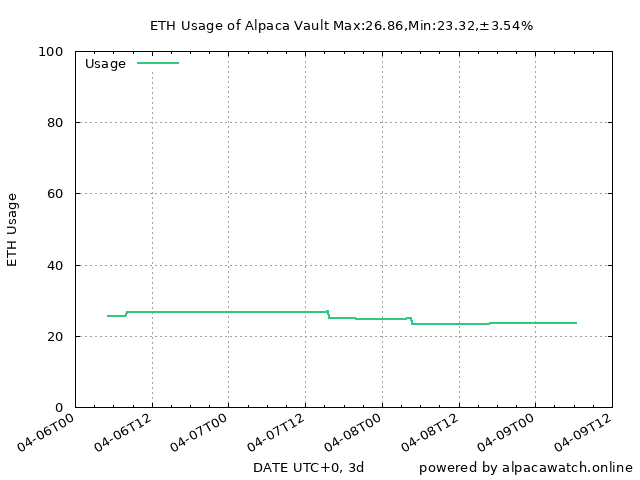 ETH Usage of Alpaca Vault Max:26.86,Min:23.32,±3.54%
Usage
ETH Usage
100
80
60
40
20
0
04-06T00
04-06T12
04-07T00
04-07T12
04-08T00
04-08T12
04-09T00
04-09T12
DATE UTC+0, 3d
powered by alpacawatch.online